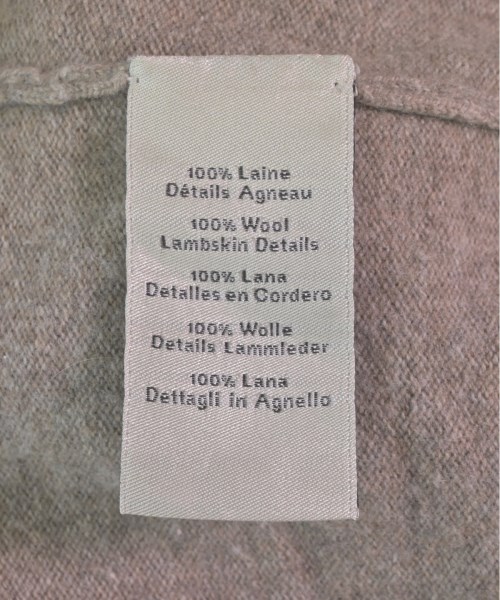 100% Laine
Détails Agneau
100% Wool
Lambskin Details
100% Lana
Detalles en Cordero
100% Wolle
Details Lammleder
100% Lana
Dettagli in Agnello